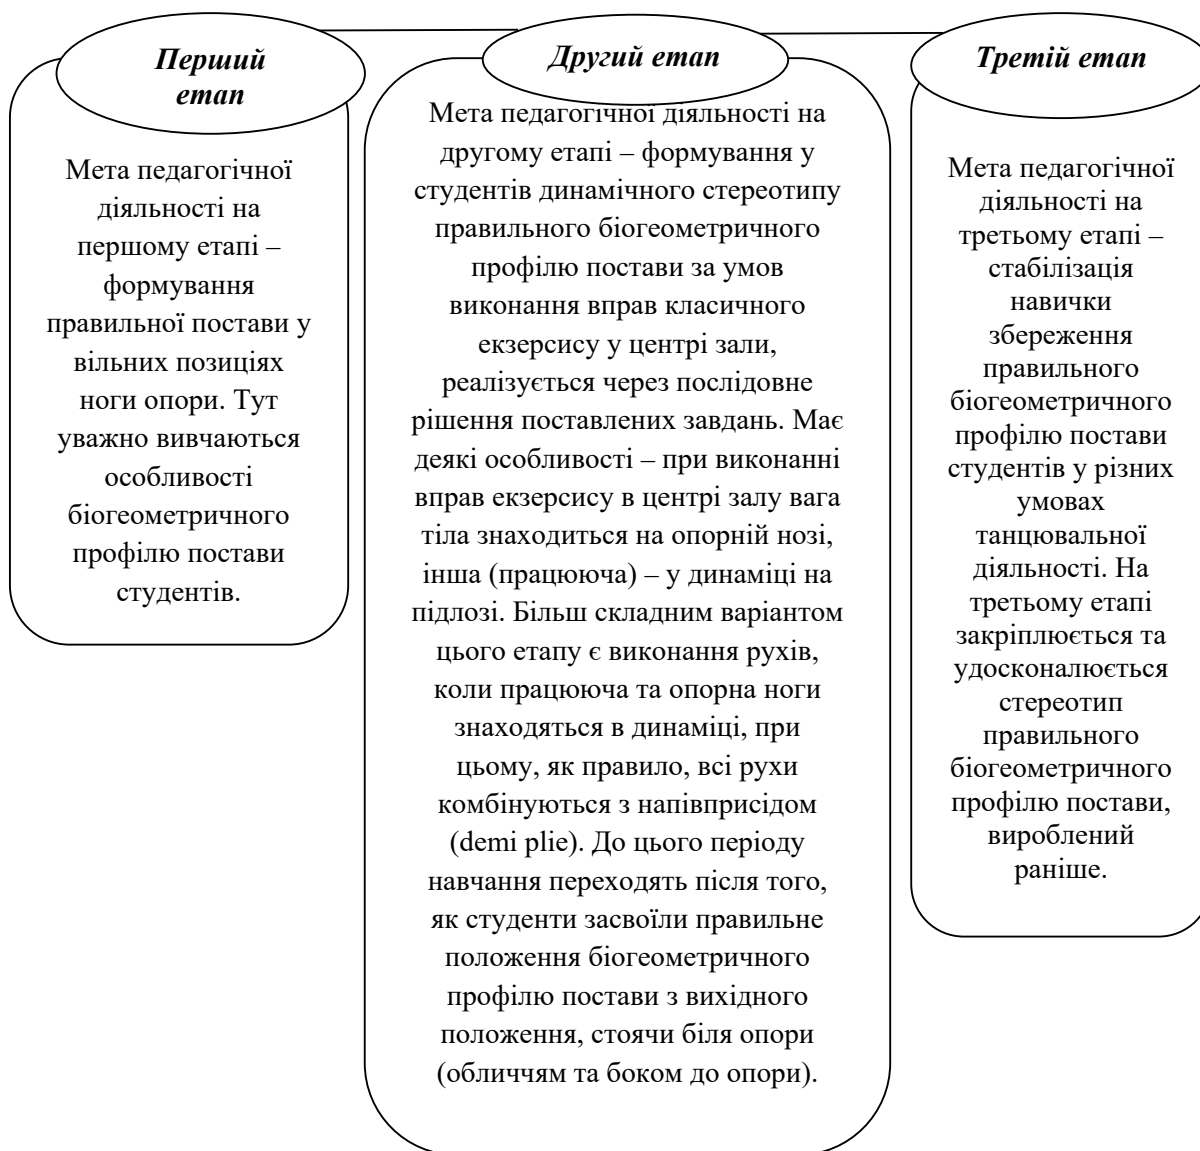 Перший
етап
Мета педагогічної
діяльності на
першому етапі –
формування
правильної постави у
вільних позиціях
ноги опори. Тут
уважно вивчаються
особливості
біогеометричного
профілю постави
студентів.
Другий етап
Мета педагогічної діяльності на
другому етапі – формування у
студентів динамічного стереотипу
правильного біогеометричного
профілю постави за умов
виконання вправ класичного
екзерсису у центрі зали,
реалізується через послідовне
рішення поставлених завдань. Має
деякі особливості – при виконанні
вправ екзерсису в центрі залу вага
тіла знаходиться на опорній нозі,
інша (працююча) – у динаміці на
підлозі. Більш складним варіантом
цього етапу є виконання рухів,
коли працююча та опорна ноги
знаходяться в динаміці, при
цьому, як правило, всі рухи
комбінуються з напівприсідом
(demi plie). До цього періоду
навчання переходять після того,
як студенти засвоїли правильне
положення біогеометричного
профілю постави з вихідного
положення, стоячи біля опори
(обличчям та боком до опори).
Третій етап
Мета педагогічної
діяльності на
третьому етапі –
стабілізація
навички
збереження
правильного
біогеометричного
профілю постави
студентів у різних
умовах
танцювальної
діяльності. На
третьому етапі
закріплюється та
удосконалюється
стереотип
правильного
біогеометричного
профілю постави,
вироблений
раніше.